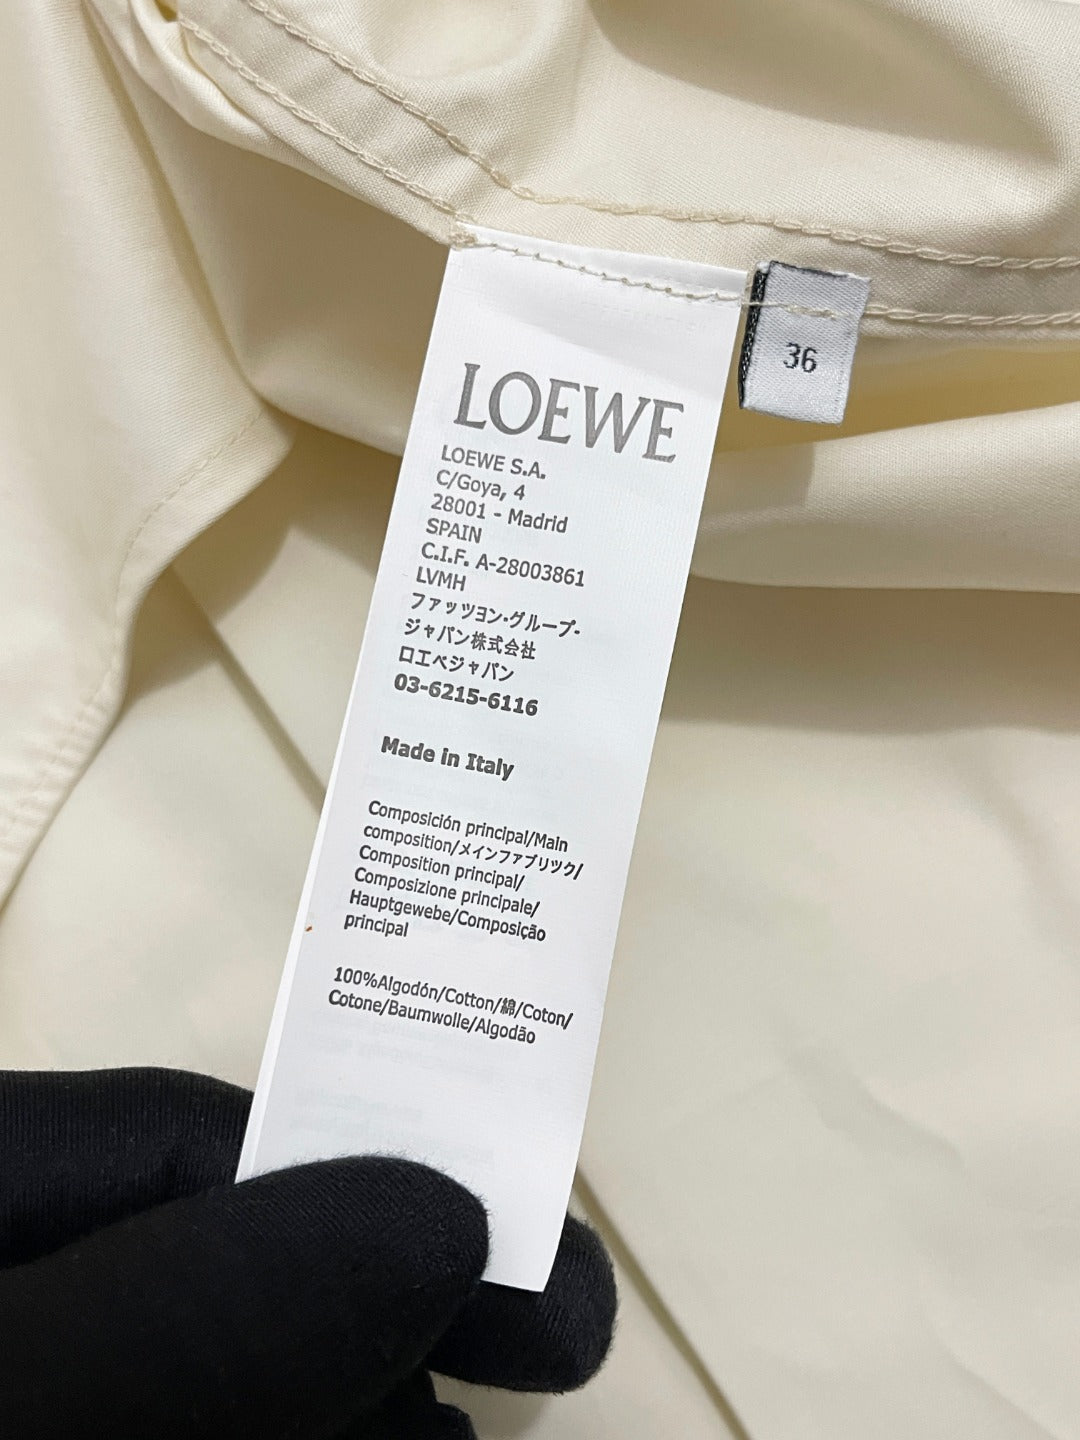 LOEWE
36
LOEWE S.A.
C/Goya, 4
28001 - Madrid
SPAIN
C.I.F. A-28003861
LVMH
ファッツヨン・グループ-
ジャパン株式会社
ロエベジャパン
03-6215-6116
Made in Italy
Composición principal/Main
composition/メインファブリック/
Composition principal/
Composizione principale/
Hauptgewebe/Composição
principal
100%Algodón/Cotton/綿/Coton/
Cotone/Baumwolle/Algodão